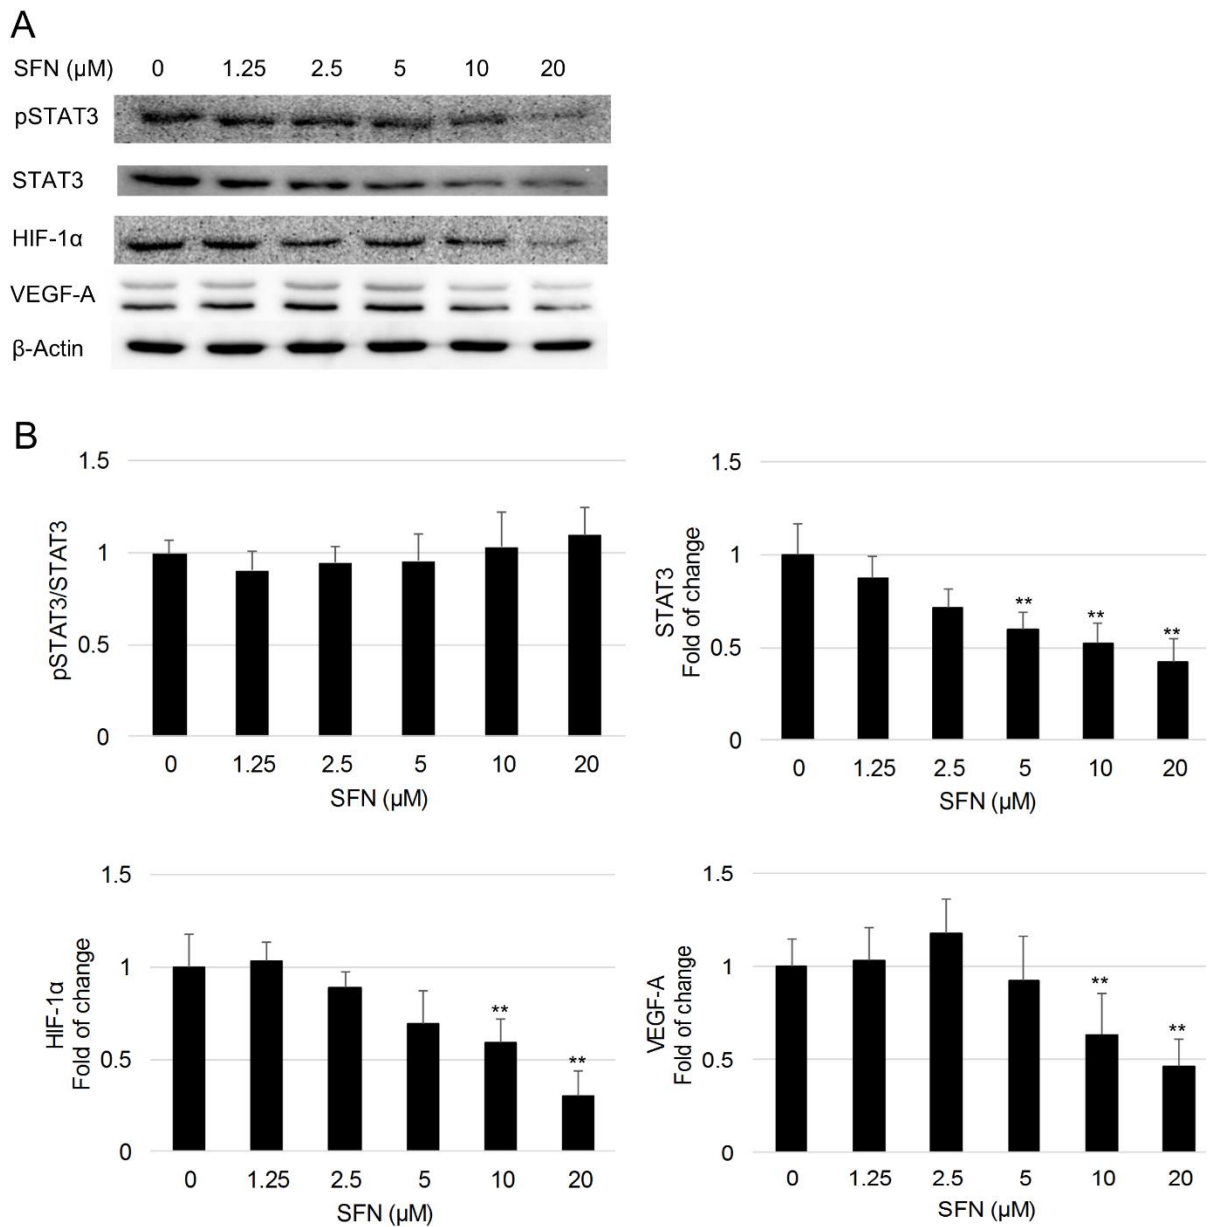 A
SFN (µM) 0 1.25 2.5 5 10 20
pSTAT3
STAT3
HIF-1α
VEGF-A
β-Actin
B
1.5
1
0.5
0
pSTAT3/STAT3
0 1.25 2.5 5 10 20
SFN (µM)
1.5
1
0.5
0
STAT3
Fold of change
** ** **
0 1.25 2.5 5 10 20
SFN (µM)
1.5
1
0.5
0
HIF-1α
Fold of change
** **
0 1.25 2.5 5 10 20
SFN (µM)
1.5
1
0.5
0
VEGF-A
Fold of change
** **
0 1.25 2.5 5 10 20
SFN (µM)